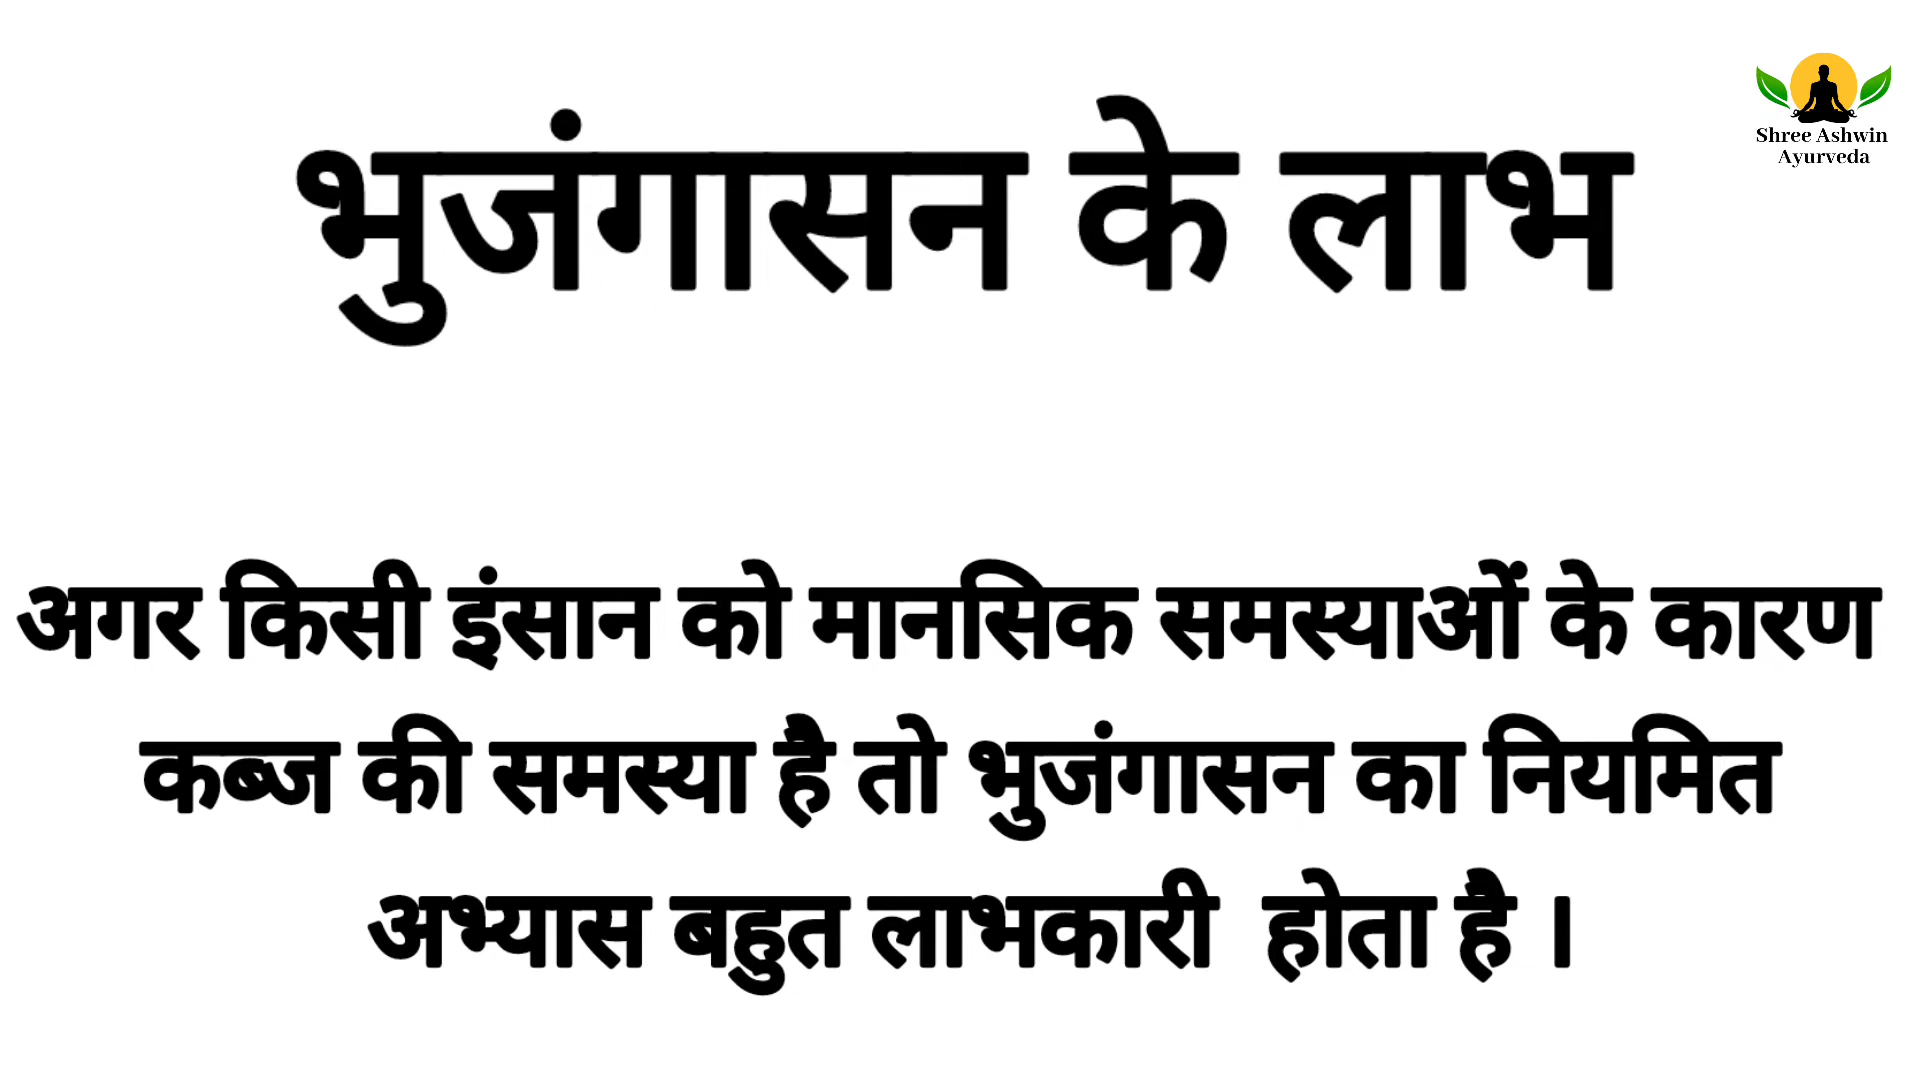 Shree Ashwin
Ayurveda
भुजंगासन के लाभ
अगर किसी इंसान को मानसिक समस्याओं के कारण
कब्ज की समस्या है तो भुजंगासन का नियमित
अभ्यास बहुत लाभकारी होता है ।